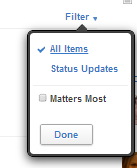 Filter
All Items
Status Updates
Matters Most
Done